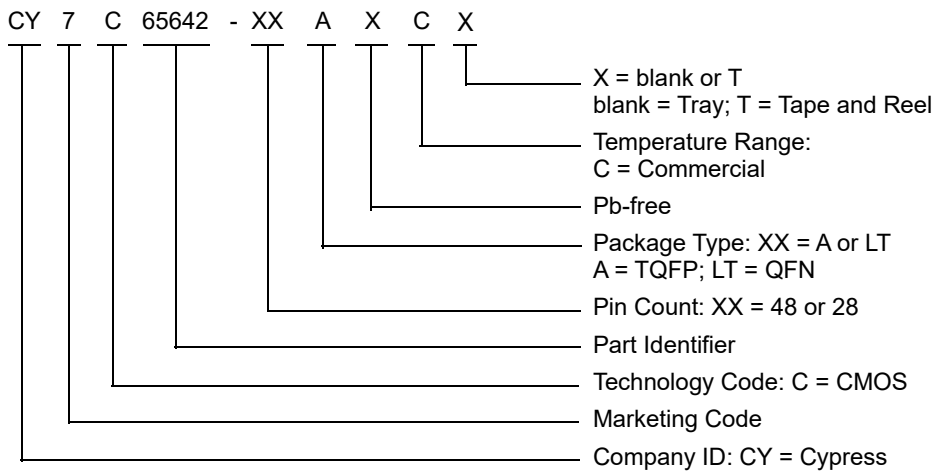 CY 7 C 65642 - XX A X C X
X = blank or T
blank = Tray; T = Tape and Reel
Temperature Range:
C = Commercial
Pb-free
Package Type: XX = A or LT
A = TQFP; LT = QFN
Pin Count: XX = 48 or 28
Part Identifier
Technology Code: C = CMOS
Marketing Code
Company ID: CY = Cypress